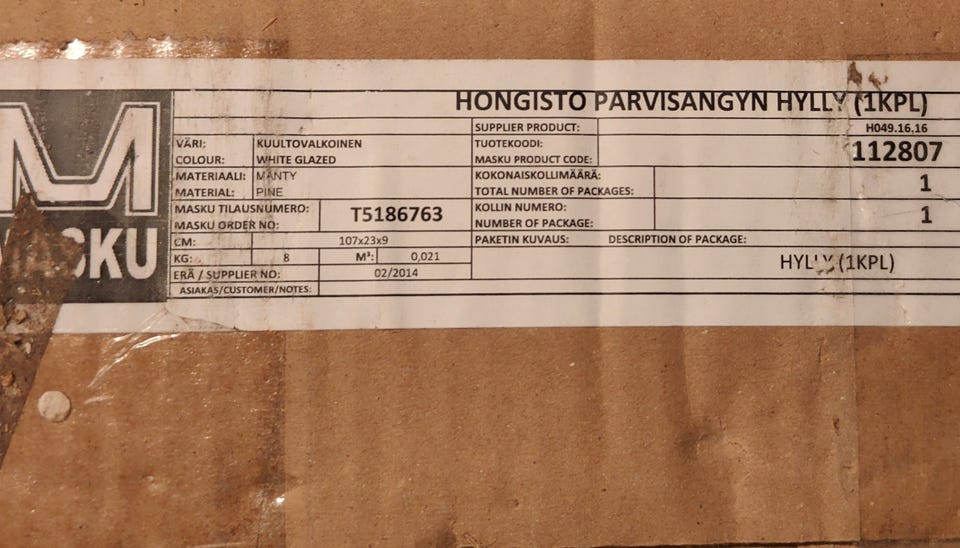 HONGISTO PARVISANGYN HYLLY (1KPL)
SUPPLIER PRODUCT: H049.16.16
VÄRI: KUULTOVALKOINEN
COLOUR: WHITE GLAZED
TUOTEKOODI:
MASKU PRODUCT CODE: 112807
MATERIAALI: MÄNTY
MATERIAL: PINE
KOKONAISKOLLIMÄÄRÄ:
TOTAL NUMBER OF PACKAGES: 1
MASKU TILAUSNUMERO:
MASKU ORDER NO: T5186763
KOLLIN NUMERO:
NUMBER OF PACKAGE: 1
CM: 107x23x9
KG: 8 M³: 0,021
ERÄ / SUPPLIER NO: 02/2014
ASIAKAS/CUSTOMER/NOTES:
PAKETIN KUVAUS: DESCRIPTION OF PACKAGE:
HYLLY (1KPL)
M
MASKU